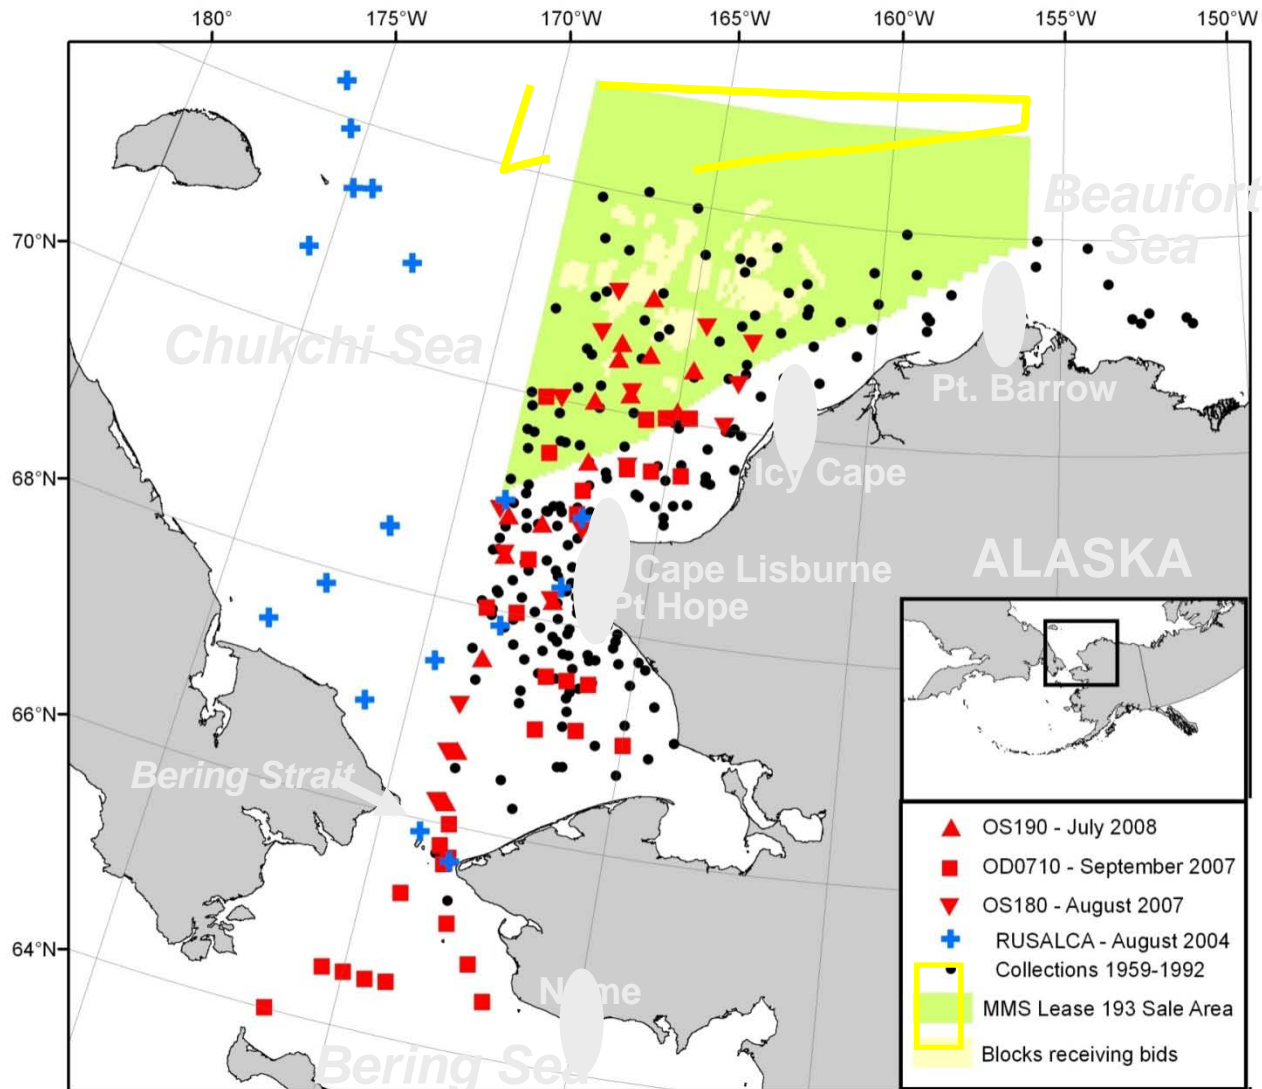 180° 175°W 170°W 165°W 160°W 155°W 150°W
Beaufort
Sea
70°N
Chukchi Sea
Pt. Barrow
Icy Cape
68°N
ALASKA
Cape Lisburne
Pt Hope
66°N
Bering Strait
OS190 - July 2008
OD0710 - September 2007
OS180 - August 2007
RUSALCA - August 2004
64°N
Collections 1959-1992
Nome
MMS Lease 193 Sale Area
Blocks receiving bids
Bering Sea